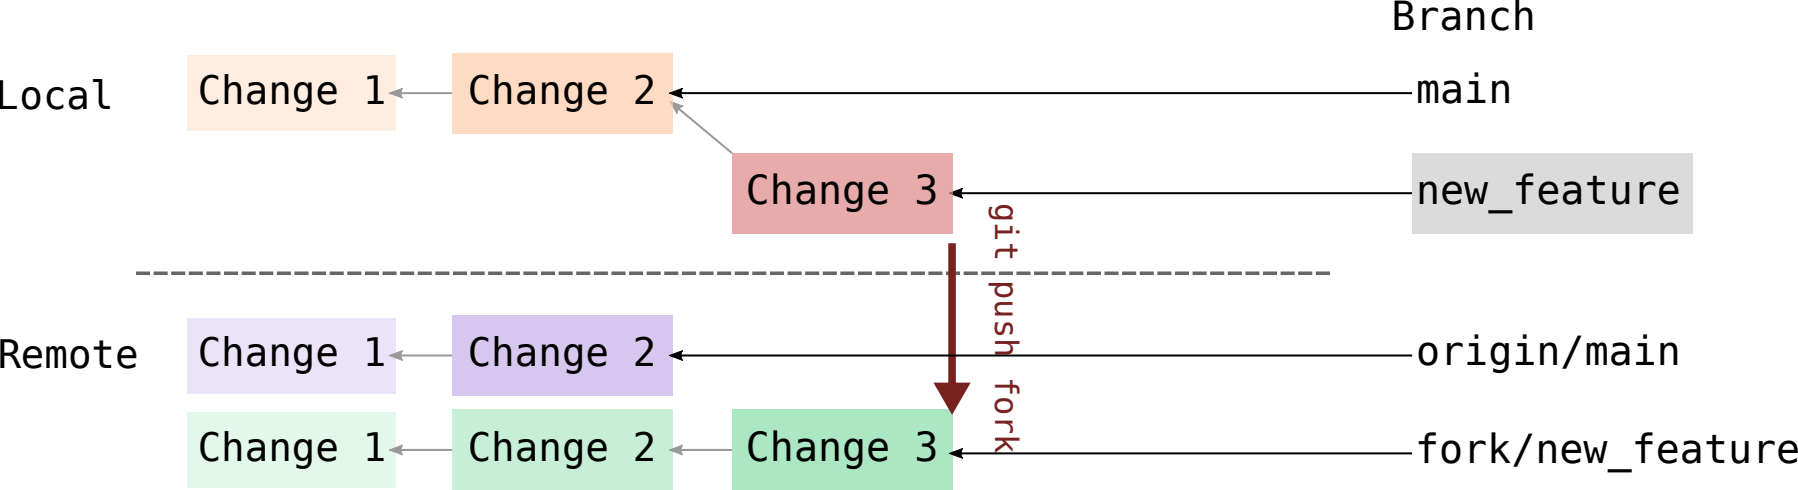 Branch
Local Change 1 Change 2 main
Change 3 new_feature
git push fork
Remote Change 1 Change 2 origin/main
Change 1 Change 2 Change 3 fork/new_feature